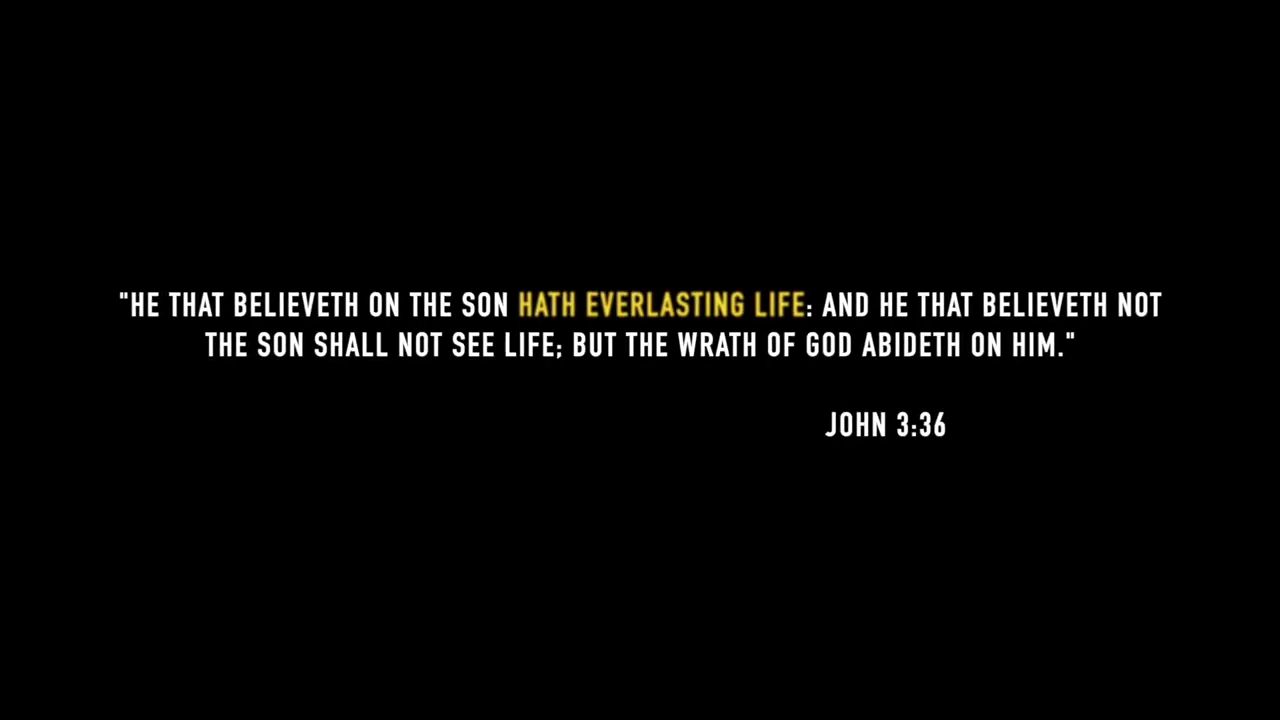 "HE THAT BELIEVETH ON THE SON HATH EVERLASTING LIFE: AND HE THAT BELIEVETH NOT
THE SON SHALL NOT SEE LIFE; BUT THE WRATH OF GOD ABIDETH ON HIM."
JOHN 3:36